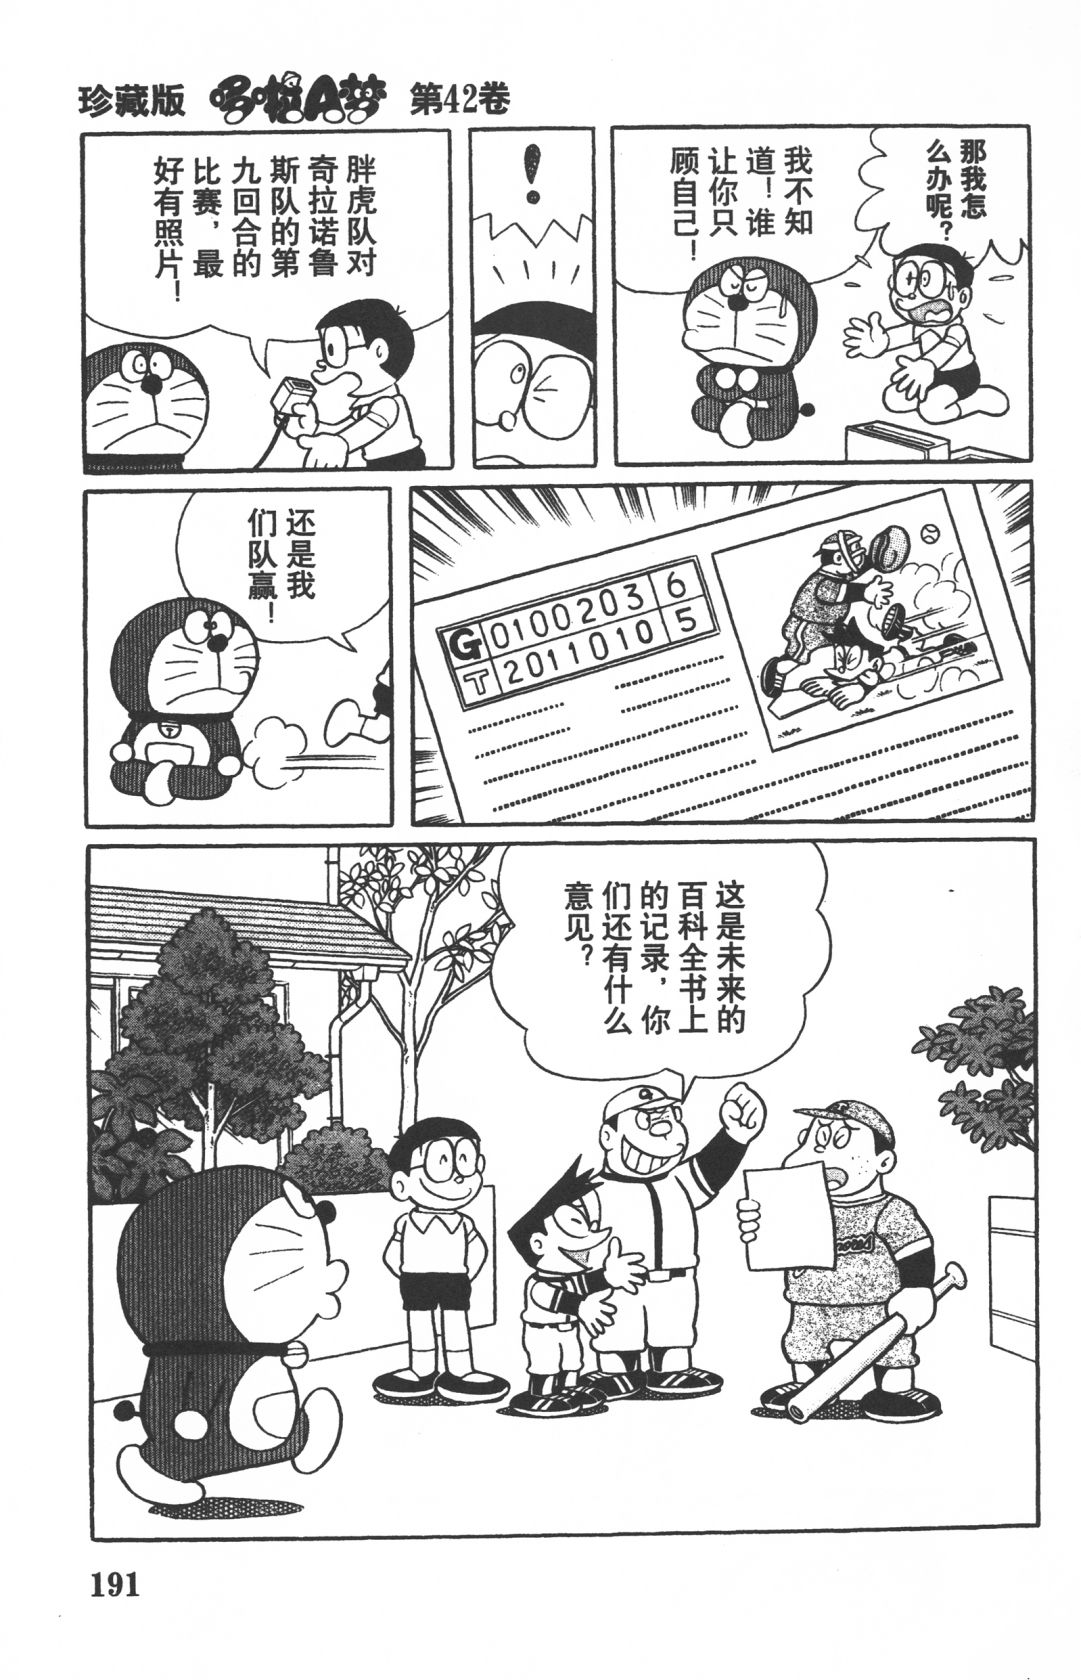 珍藏版 哆啦A梦 第42卷
那我怎
么办呢?
我不知
道!谁
让你只
顾自己!
!
胖虎队对
奇拉诺鲁
斯队的第
九回合的
比赛,最
好有照片!
G 0100203 6
T 2011010 5
还是我
们队赢!
这是未来的
百科全书上
的记录,你
们还有什么
意见?
191